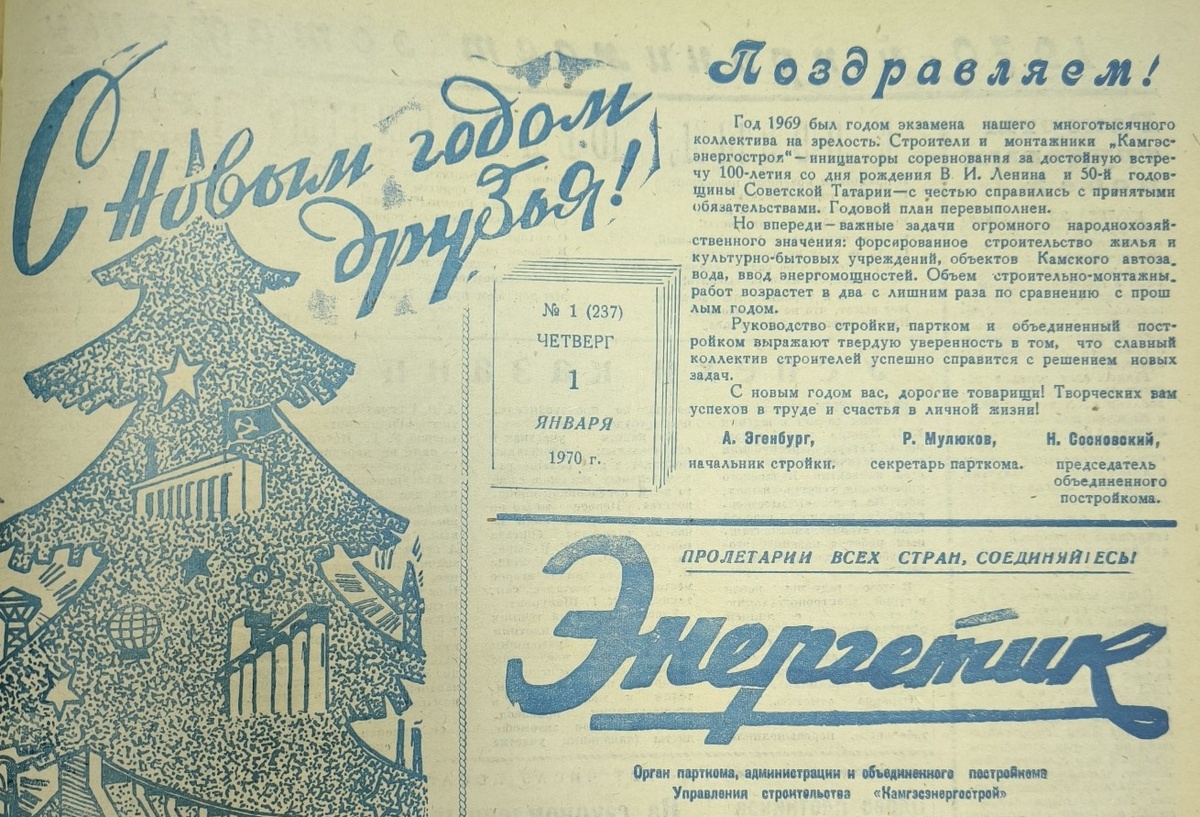 С Новым годом
друзья!
Поздравляем!
Год 1969 был годом экзамена нашего многотысячного
коллектива на зрелость. Строители и монтажники „Камгэс-
энергостроя“—инициаторы соревнования за достойную встре-
чу 100-летия со дня рождения В. И. Ленина и 50-й годов-
щины Советской Татарии—с честью справились с принятыми
обязательствами. Годовой план перевыполнен.
Но впереди—важные задачи огромного народнохозяй-
ственного значения: форсированное строительство жилья и
культурно-бытовых учреждений, объектов Камского автоза.
вода, ввод энергомощностей. Объем строительно-монтажны.
работ возрастет в два с лишним раза по сравнению с прош
лым годом.
Руководство стройки, партком и объединенный пост-
ройком выражают твердую уверенность в том, что славный
коллектив строителей успешно справится с решением новых
задач.
С новым годом вас, дорогие товарищи! Творческих вам
успехов в труде и счастья в личной жизни!
А. Эгенбург, Р. Мулюков, Н. Сосновский,
начальник стройки. секретарь парткома. председатель
объединенного
постройкома.
№ 1 (237)
ЧЕТВЕРГ
1
ЯНВАРЯ
1970 г.
ПРОЛЕТАРИИ ВСЕХ СТРАН, СОЕДИНЯЙТЕСЬ!
Энергетик
Орган парткома, администрации и объединенного постройкома
Управления строительства «Камгэсэнергострой»